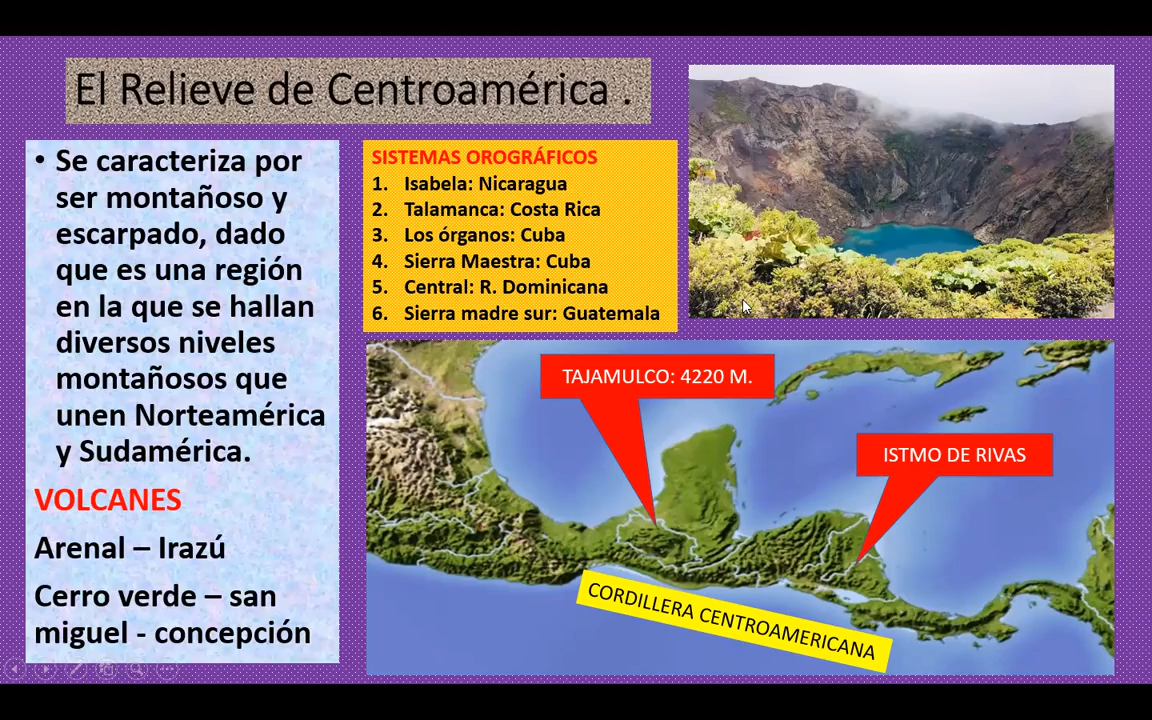 El Relieve de Centroamérica .
• Se caracteriza por
ser montañoso y
escarpado, dado
que es una región
en la que se hallan
diversos niveles
montañosos que
unen Norteamérica
y Sudamérica.
VOLCANES
Arenal – Irazú
Cerro verde – san
miguel - concepción
SISTEMAS OROGRÁFICOS
1. Isabela: Nicaragua
2. Talamanca: Costa Rica
3. Los órganos: Cuba
4. Sierra Maestra: Cuba
5. Central: R. Dominicana
6. Sierra madre sur: Guatemala
TAJAMULCO: 4220 M.
ISTMO DE RIVAS
CORDILLERA CENTROAMERICANA